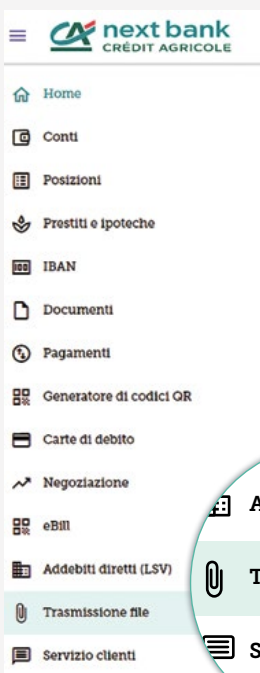 next bank
CRÉDIT AGRICOLE
Home
Conti
Posizioni
Prestiti e ipoteche
IBAN
Documenti
Pagamenti
Generatore di codici QR
Carte di debito
Negoziazione
eBill
Addebiti diretti (LSV)
A
Trasmissione file
T
Servizio clienti
S